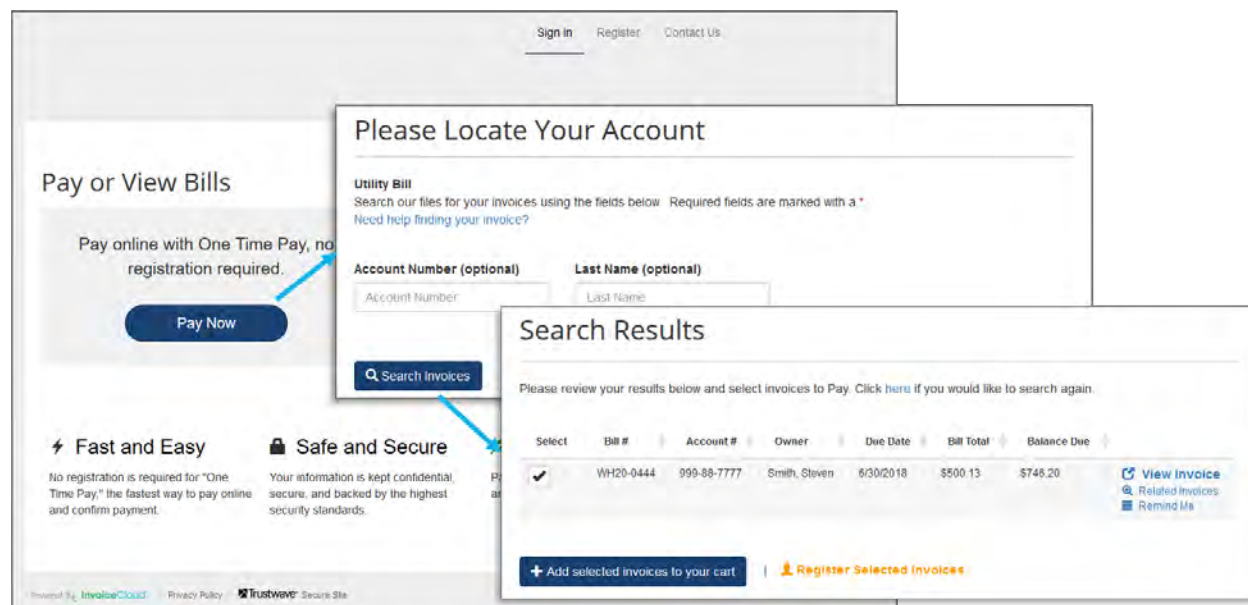 Sign In Register Contact Us
Pay or View Bills
Pay online with One Time Pay, no
registration required.
Pay Now
Fast and Easy
No registration is required for "One
Time Pay," the fastest way to pay online
and confirm payment.
Safe and Secure
Your information is kept confidential,
secure, and backed by the highest
security standards.
Powered By InvoiceCloud Privacy Policy Trustwave Secure Site
Please Locate Your Account
Utility Bill
Search our files for your invoices using the fields below. Required fields are marked with a *
Need help finding your invoice?
Account Number (optional) Last Name (optional)
Account Number Last Name
Search Invoices
Search Results
Please review your results below and select invoices to Pay. Click here if you would like to search again.
Select Bill # Account # Owner Due Date Bill Total Balance Due
WH20-0444 999-88-7777 Smith, Steven 6/30/2018 $500.13 $746.20
View Invoice
Related Invoices
Remind Me
Add selected invoices to your cart | Register Selected Invoices